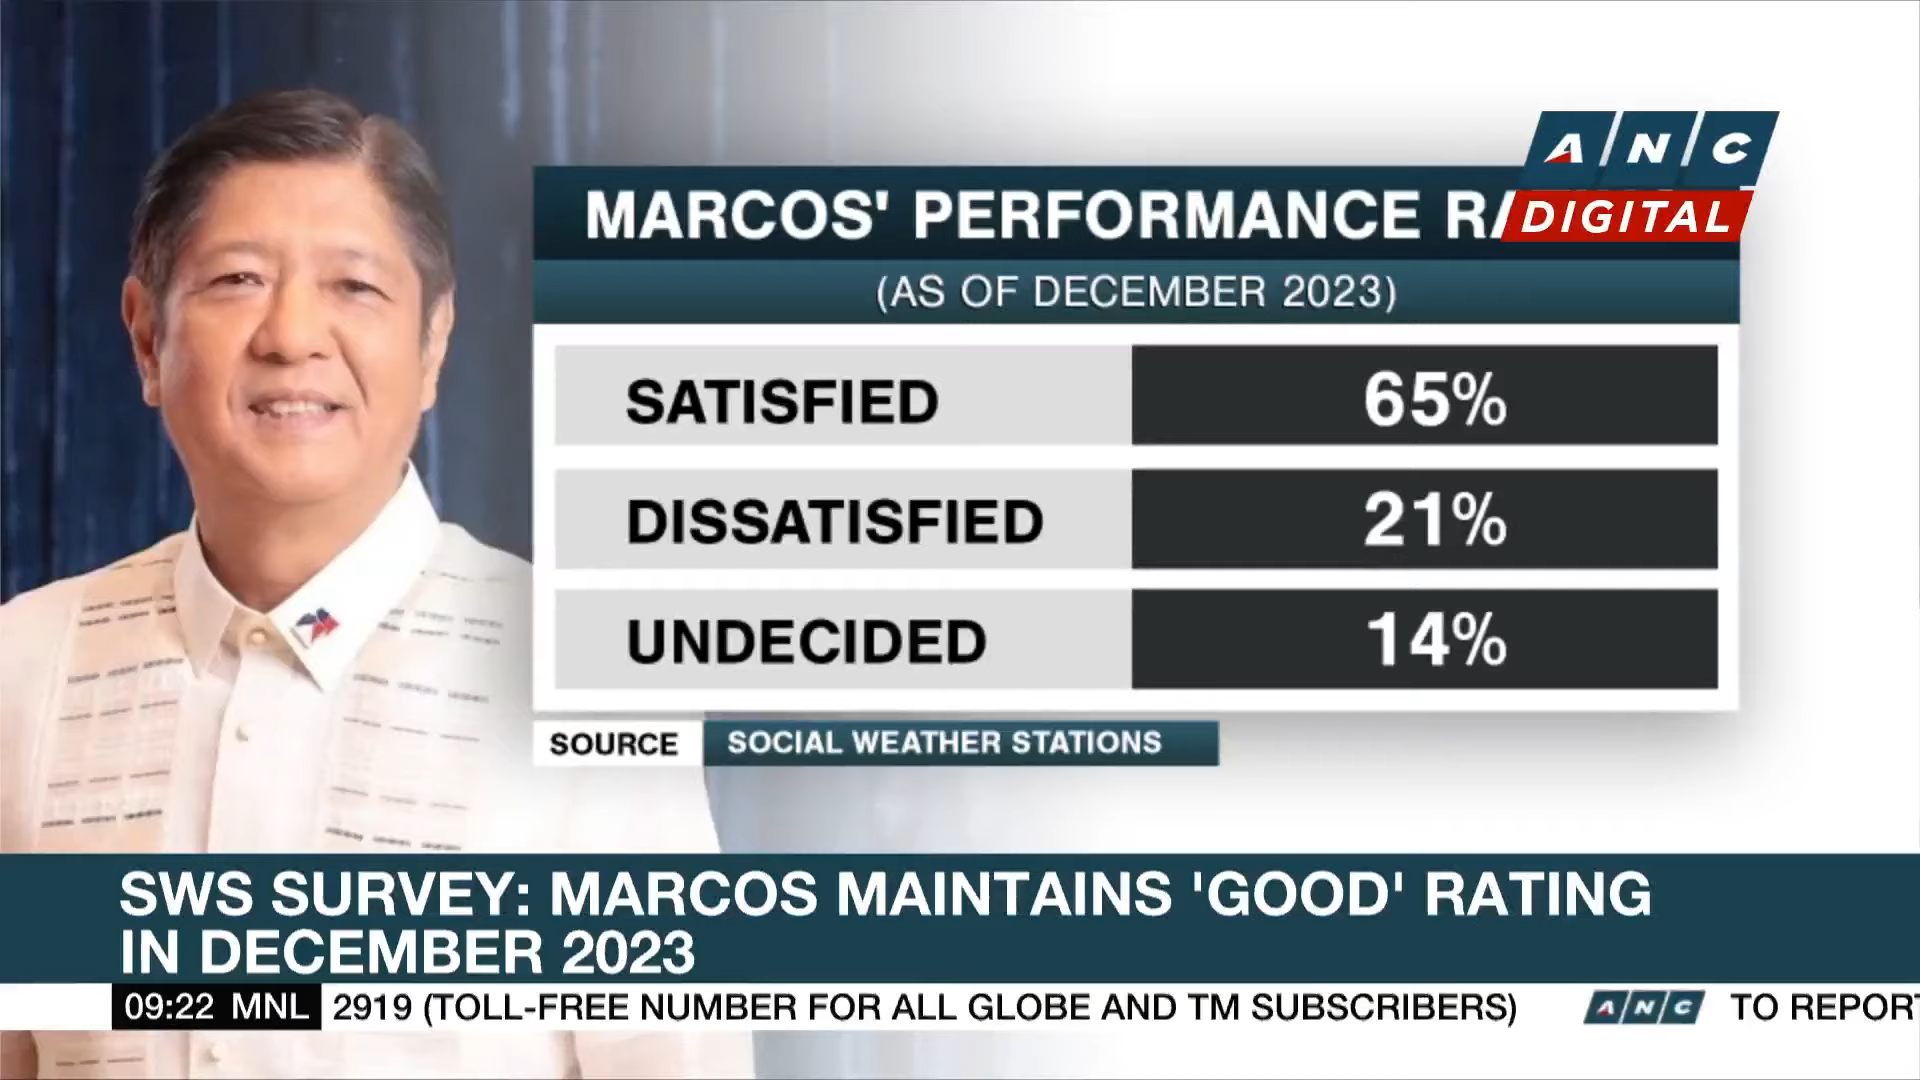 ANC
DIGITAL
MARCOS' PERFORMANCE
(AS OF DECEMBER 2023)
SATISFIED 65%
DISSATISFIED 21%
UNDECIDED 14%
SOURCE SOCIAL WEATHER STATIONS
SWS SURVEY: MARCOS MAINTAINS 'GOOD' RATING
IN DECEMBER 2023
09:22 MNL 2919 (TOLL-FREE NUMBER FOR ALL GLOBE AND TM SUBSCRIBERS) ANC TO REPORT